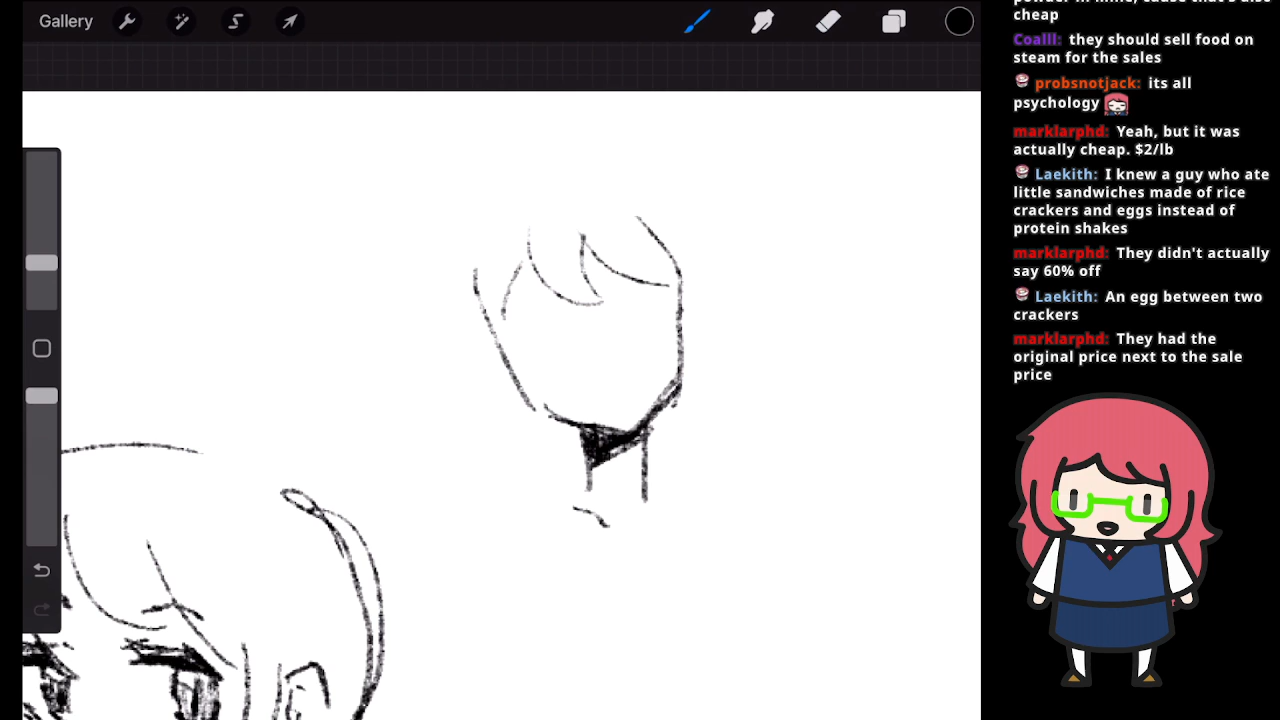 Gallery
cheap
Coalll: they should sell food on
steam for the sales
probsnotjack: its all
psychology
marklarphd: Yeah, but it was
actually cheap. $2/lb
Laekith: I knew a guy who ate
little sandwiches made of rice
crackers and eggs instead of
protein shakes
marklarphd: They didn't actually
say 60% off
Laekith: An egg between two
crackers
marklarphd: They had the
original price next to the sale
price